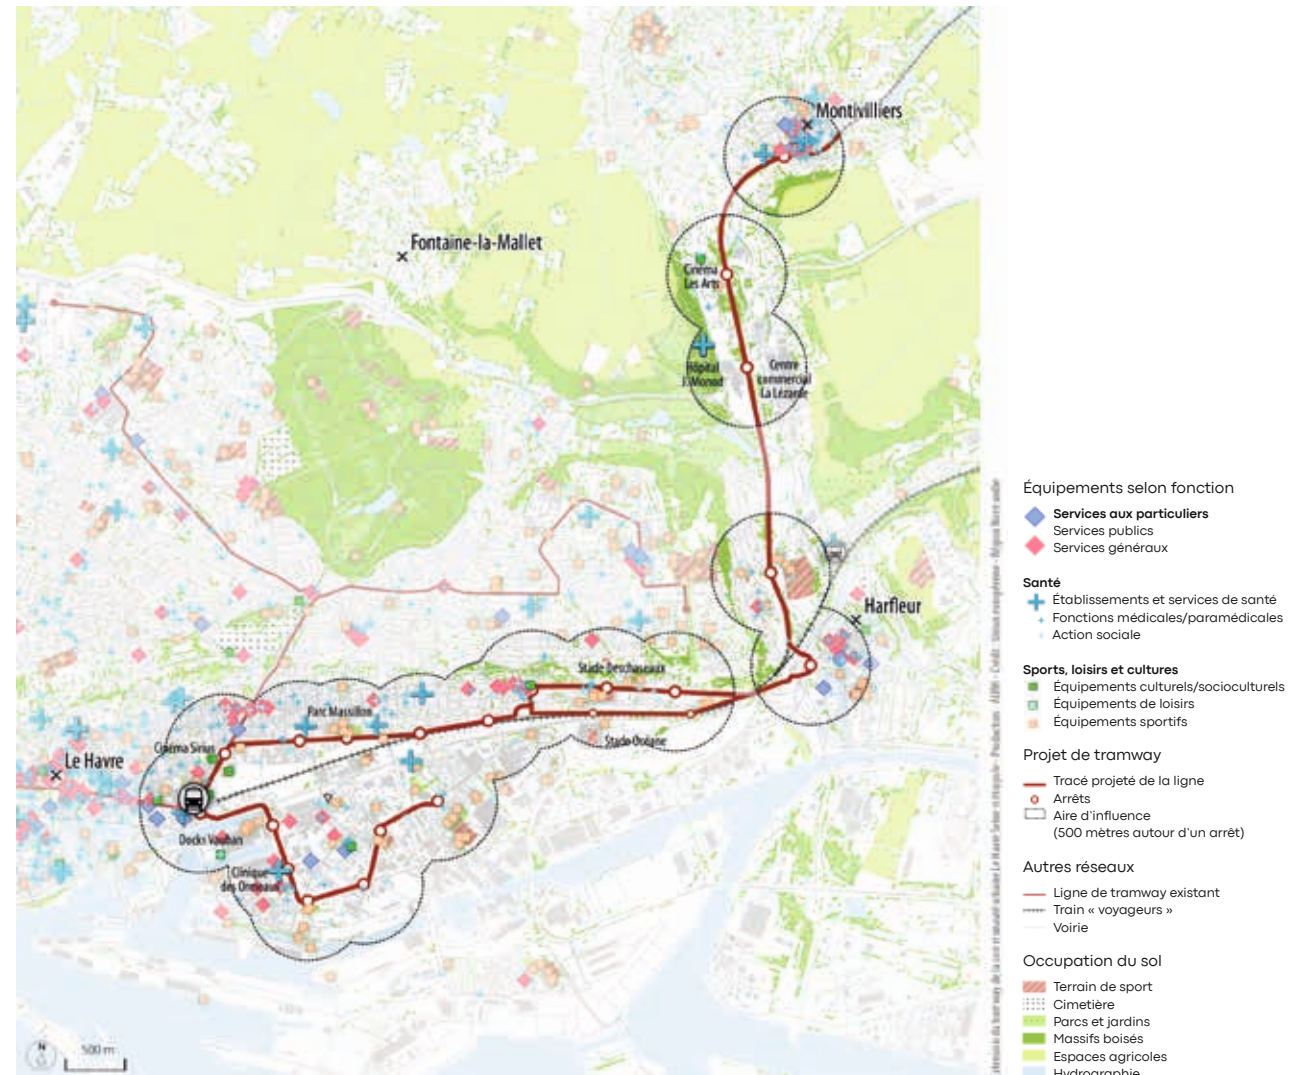 Montivilliers
Fontaine-la-Mallet
Cinéma
Les Arts
Hôpital
J. Monod
Centre
commercial
La Lézarde
Harfleur
Stade Deschaseaux
Parc Massillon
Cinéma Sirius
Stade Océane
Le Havre
Docks Vauban
Clinique
des Ormeaux
N
500 m
Équipements selon fonction
Services aux particuliers
Services publics
Services généraux
Santé
Établissements et services de santé
Fonctions médicales/paramédicales
Action sociale
Sports, loisirs et cultures
Équipements culturels/socioculturels
Équipements de loisirs
Équipements sportifs
Projet de tramway
Tracé projeté de la ligne
Arrêts
Aire d'influence
(500 mètres autour d'un arrêt)
Autres réseaux
Ligne de tramway existant
Train « voyageurs »
Voirie
Occupation du sol
Terrain de sport
Cimetière
Parcs et jardins
Massifs boisés
Espaces agricoles
Hydrographie